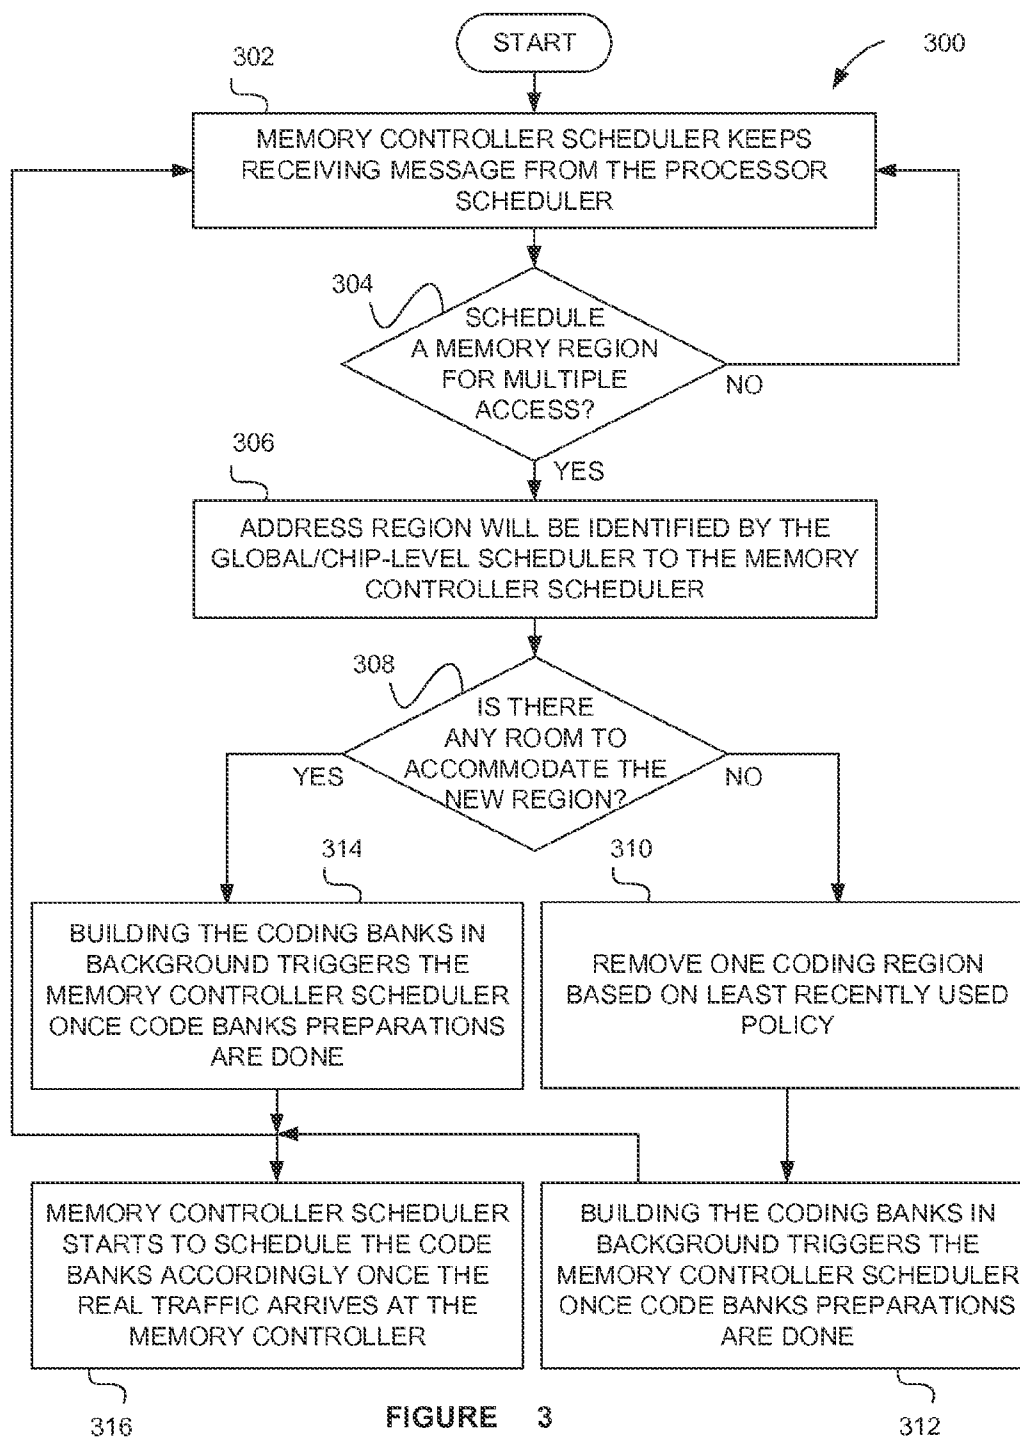 START
300
302
MEMORY CONTROLLER SCHEDULER KEEPS
RECEIVING MESSAGE FROM THE PROCESSOR
SCHEDULER
304
SCHEDULE
A MEMORY REGION
FOR MULTIPLE
ACCESS?
NO
YES
306
ADDRESS REGION WILL BE IDENTIFIED BY THE
GLOBAL/CHIP-LEVEL SCHEDULER TO THE MEMORY
CONTROLLER SCHEDULER
308
IS THERE
ANY ROOM TO
ACCOMMODATE THE
NEW REGION?
YES
NO
314
BUILDING THE CODING BANKS IN
BACKGROUND TRIGGERS THE
MEMORY CONTROLLER SCHEDULER
ONCE CODE BANKS PREPARATIONS
ARE DONE
310
REMOVE ONE CODING REGION
BASED ON LEAST RECENTLY USED
POLICY
MEMORY CONTROLLER SCHEDULER
STARTS TO SCHEDULE THE CODE
BANKS ACCORDINGLY ONCE THE
REAL TRAFFIC ARRIVES AT THE
MEMORY CONTROLLER
316
BUILDING THE CODING BANKS IN
BACKGROUND TRIGGERS THE
MEMORY CONTROLLER SCHEDULER
ONCE CODE BANKS PREPARATIONS
ARE DONE
312
FIGURE 3